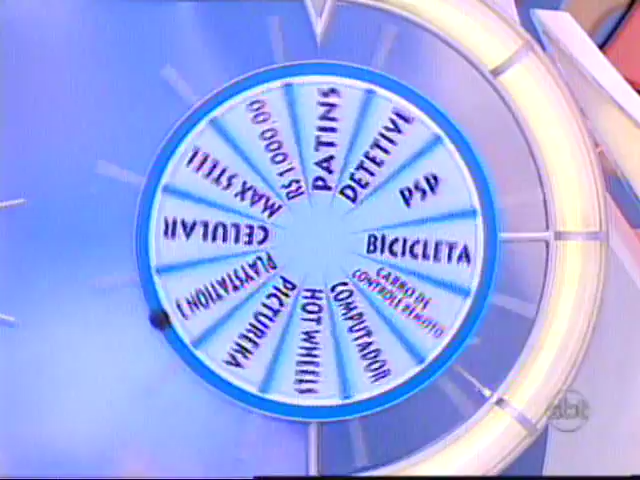 PATINS
DETETIVE
PSP
BICICLETA
CARRO DE
CONTROLE REMOTO
COMPUTADOR
HOT WHEELS
PICTUREKA
PLAYSTATION 3
CELULAR
MAX STEEL
R$ 1.000,00
sbt